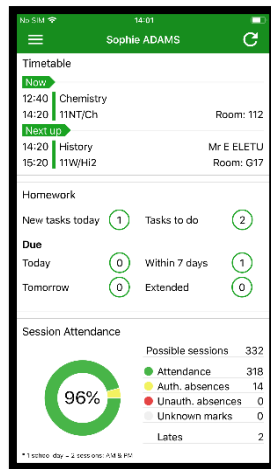 No SIM 14:01
Sophie ADAMS
Timetable
Now
12:40 Chemistry
14:20 11NT/Ch Room: 112
Next up
14:20 History Mr E ELETU
15:20 11W/Hi2 Room: G17
Homework
New tasks today 1 Tasks to do 2
Due
Today 0 Within 7 days 1
Tomorrow 0 Extended 0
Session Attendance
Possible sessions 332
Attendance 318
Auth. absences 14
Unauth. absences 0
Unknown marks 0
Lates 2
96%
* 1 school day = 2 sessions: AM & PM